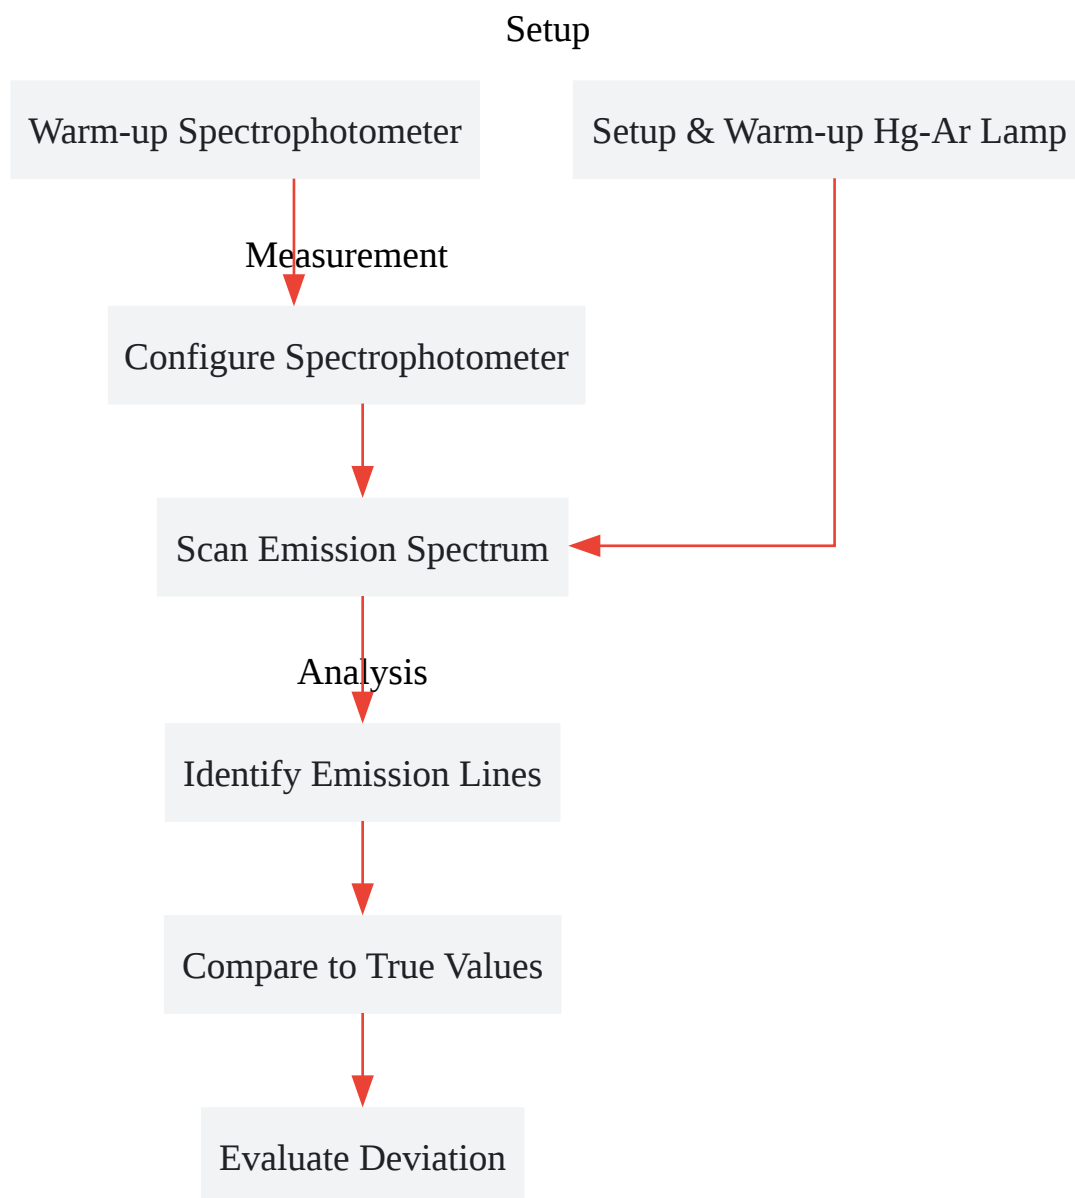 Setup
Warm-up Spectrophotometer
Setup & Warm-up Hg-Ar Lamp
Measurement
Configure Spectrophotometer
Scan Emission Spectrum
Analysis
Identify Emission Lines
Compare to True Values
Evaluate Deviation